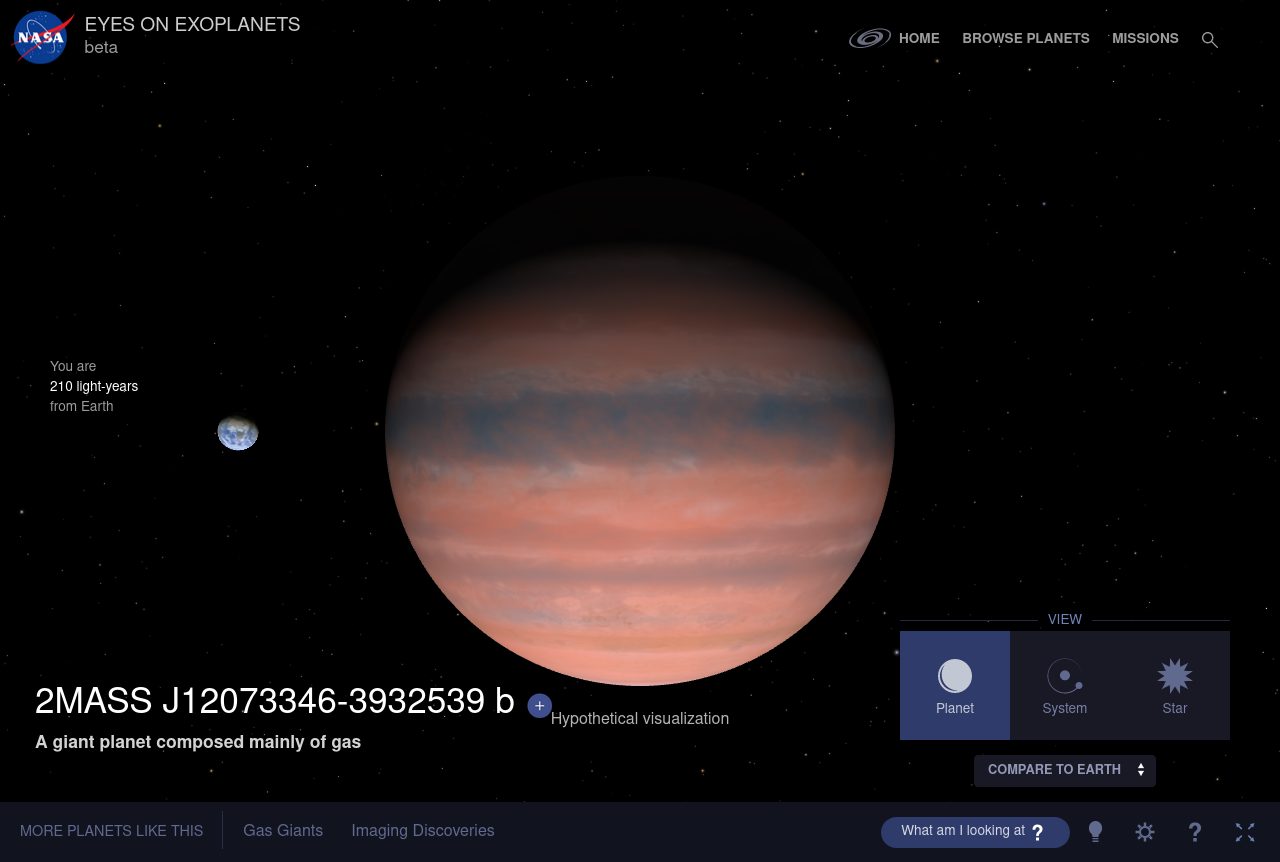 NASA
EYES ON EXOPLANETS
beta
HOME
BROWSE PLANETS
MISSIONS
You are
210 light-years
from Earth
2MASS J12073346-3932539 b
+
Hypothetical visualization
A giant planet composed mainly of gas
VIEW
Planet
System
Star
COMPARE TO EARTH
MORE PLANETS LIKE THIS
Gas Giants
Imaging Discoveries
What am I looking at ?
?